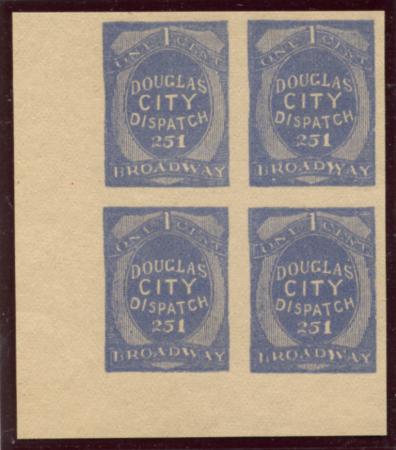 1 1
ONE CENT ONE CENT
DOUGLAS DOUGLAS
CITY CITY
DISPATCH DISPATCH
251 251
BROADWAY BROADWAY
1 1
ONE CENT ONE CENT
DOUGLAS DOUGLAS
CITY CITY
DISPATCH DISPATCH
251 251
BROADWAY BROADWAY